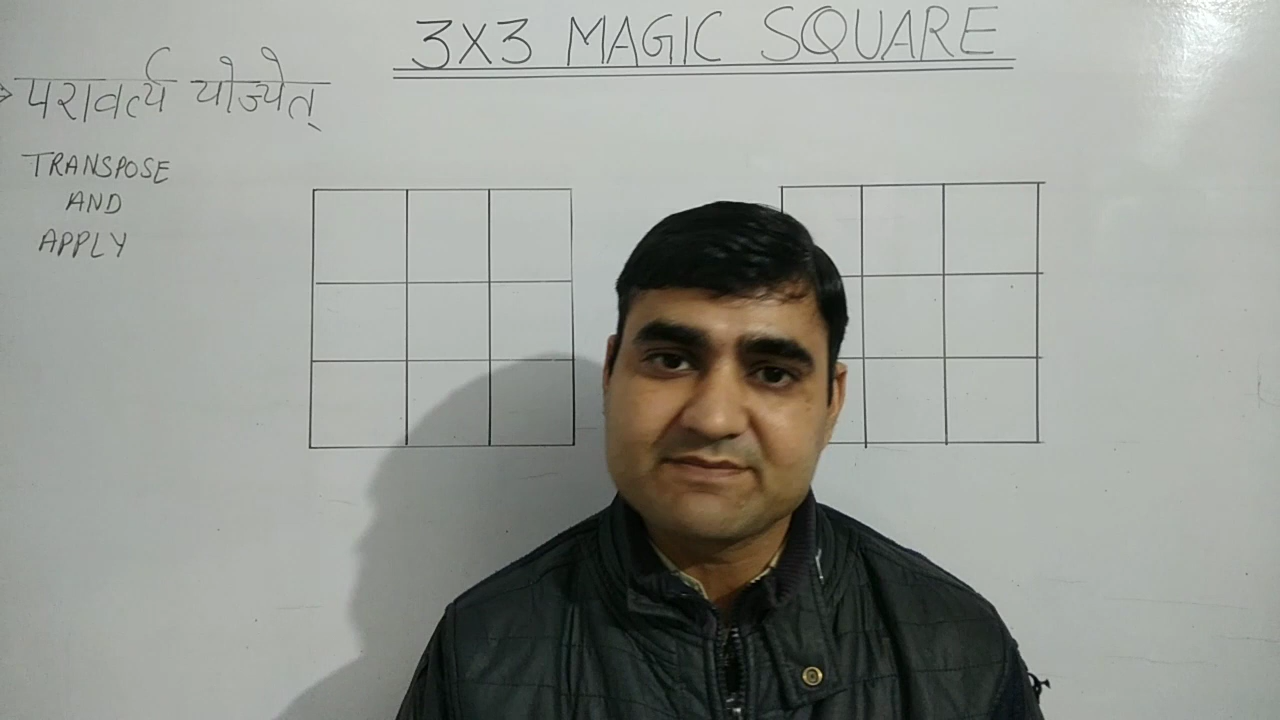 3X3 MAGIC SQUARE
→ परावर्त्य योज्येत्
TRANSPOSE
AND
APPLY